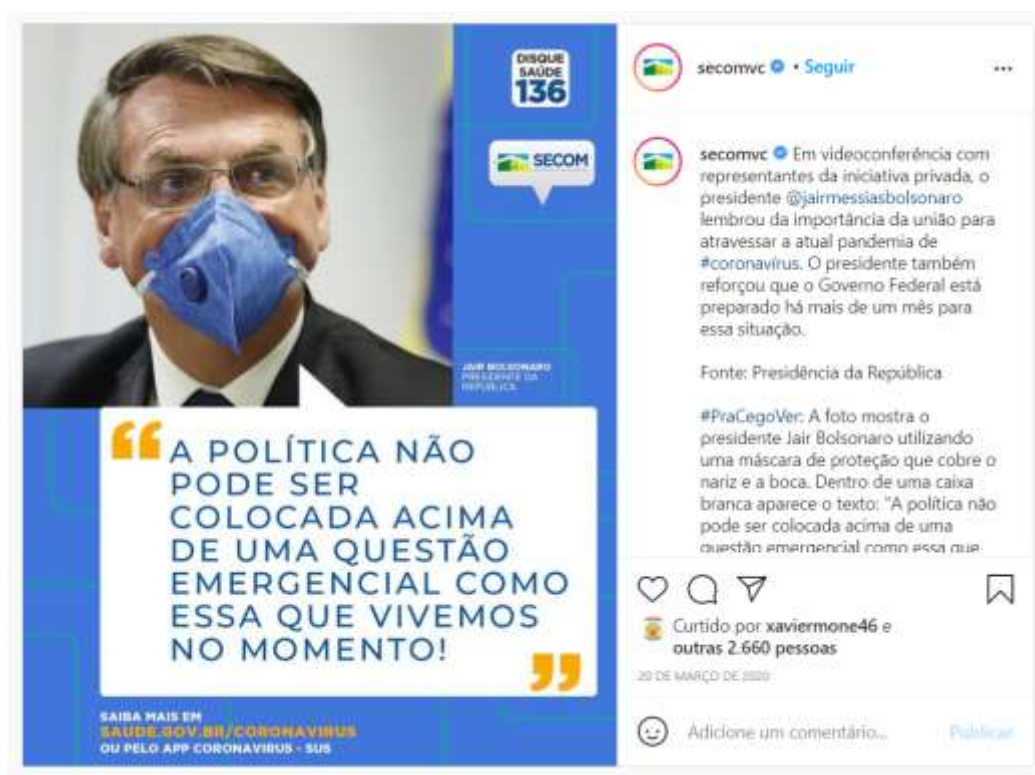 DISQUE
SAÚDE
136
SECOM
JAIR BOLSONARO
PRESIDENTE DA
REPÚBLICA
“ A POLÍTICA NÃO
PODE SER
COLOCADA ACIMA
DE UMA QUESTÃO
EMERGENCIAL COMO
ESSA QUE VIVEMOS
NO MOMENTO! ”
SAIBA MAIS EM
SAUDE.GOV.BR/CORONAVIRUS
OU PELO APP CORONAVIRUS - SUS
secomvc • Seguir
...
secomvc Em videoconferência com
representantes da iniciativa privada, o
presidente @jairmessiasbolsonaro
lembrou da importância da união para
atravessar a atual pandemia de
#coronavírus. O presidente também
reforçou que o Governo Federal está
preparado há mais de um mês para
essa situação.
Fonte: Presidência da República
#PraCegoVer: A foto mostra o
presidente Jair Bolsonaro utilizando
uma máscara de proteção que cobre o
nariz e a boca. Dentro de uma caixa
branca aparece o texto: "A política não
pode ser colocada acima de uma
questão emergencial como essa que
Curtido por xaviermone46 e
outras 2.660 pessoas
20 DE MARÇO DE 2020
Adicione um comentário...
Publicar